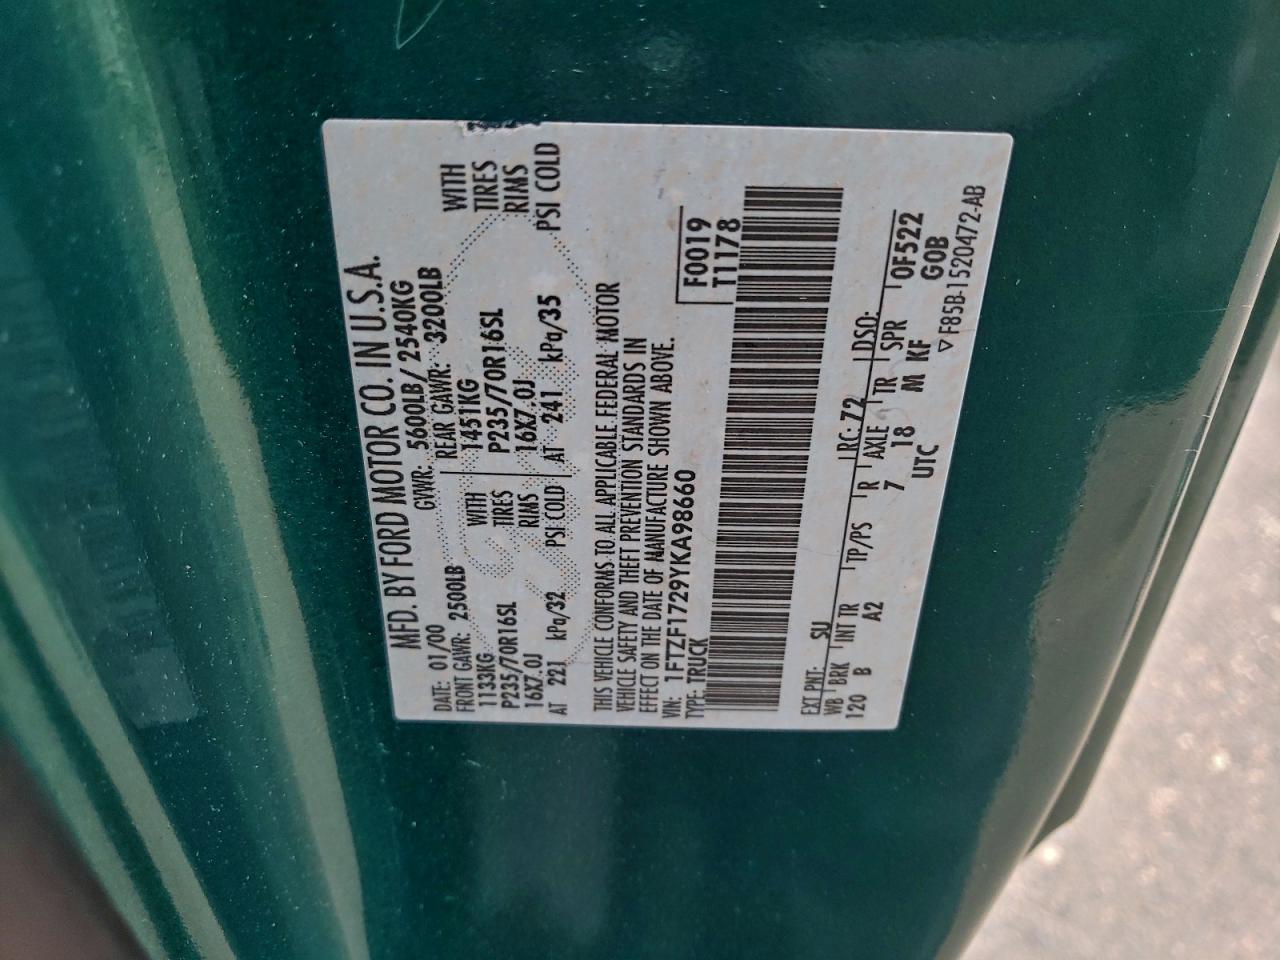 MFD. BY FORD MOTOR CO. IN U.S.A.
DATE: 01/00 GVWR: 5600LB/ 2540KG
FRONT GAWR: 2500LB REAR GAWR: 3200LB
1133KG WITH 1451KG WITH
P235/70R16SL TIRES P235/70R16SL TIRES
16X7.0J RIMS 16X7.0J RIMS
AT 221 kPa/32 PSI COLD AT 241 kPa/35 PSI COLD
THIS VEHICLE CONFORMS TO ALL APPLICABLE FEDERAL MOTOR
VEHICLE SAFETY AND THEFT PREVENTION STANDARDS IN
EFFECT ON THE DATE OF MANUFACTURE SHOWN ABOVE.
VIN: 1FTZF1729YKA98660 F0019
TYPE: TRUCK T1178
EXT PNT: SU RC: 72 DSO:
WB BRK INT TR TP/PS R AXLE TR SPR 0F522
120 B A2 7 18 M KF G0B
UTC
▽ F85B-1520472-AB